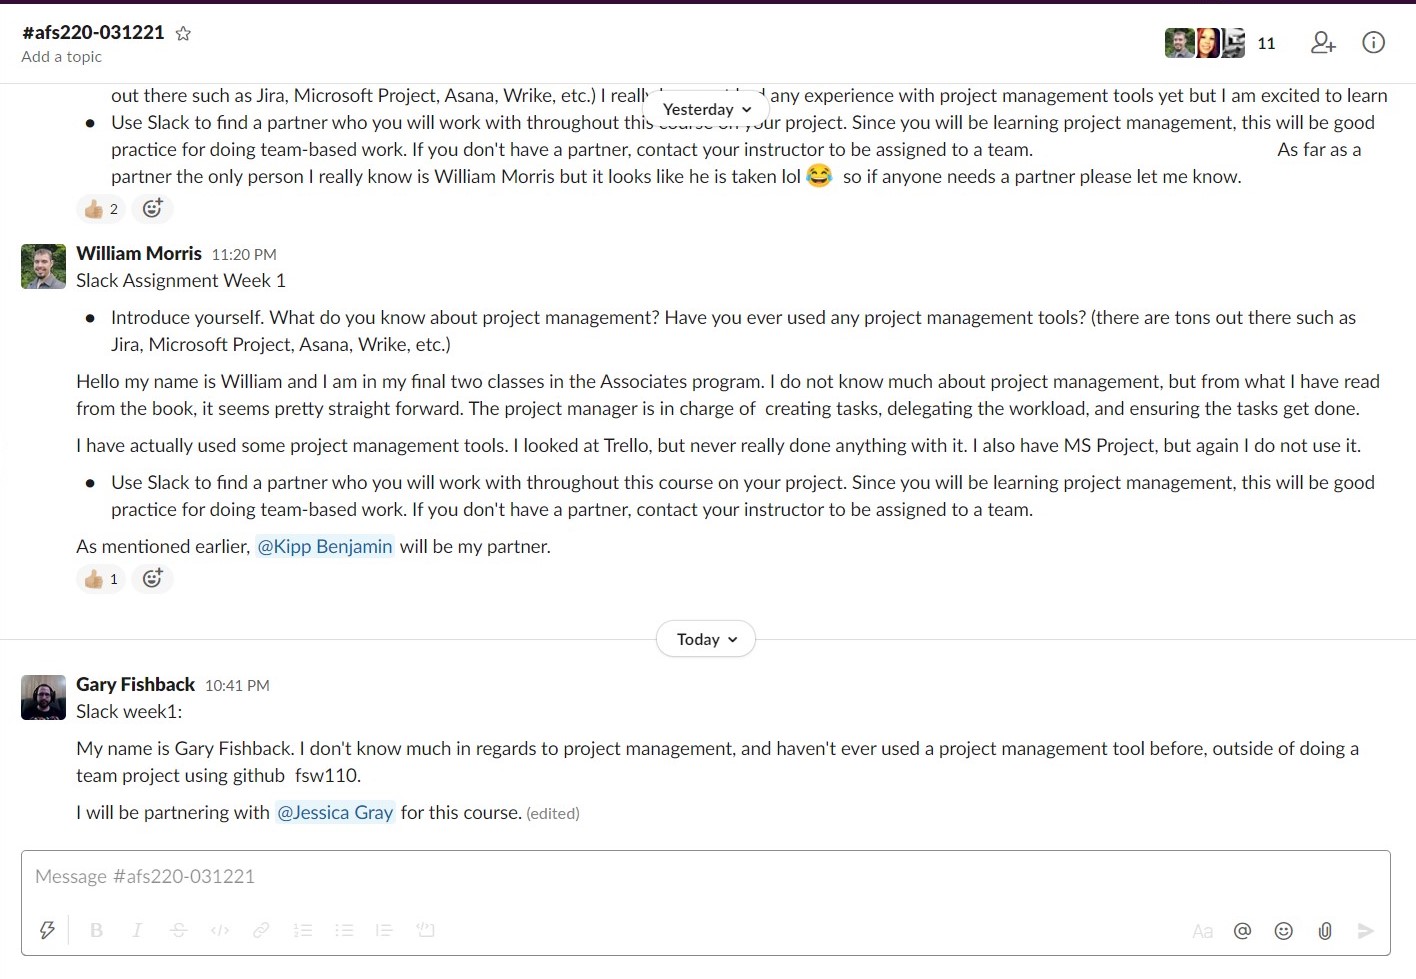 #afs220-031221
Add a topic
11
out there such as Jira, Microsoft Project, Asana, Wrike, etc.) I really any experience with project management tools yet but I am excited to learn
Yesterday
● Use Slack to find a partner who you will work with throughout this course on your project. Since you will be learning project management, this will be good
practice for doing team-based work. If you don't have a partner, contact your instructor to be assigned to a team. As far as a
partner the only person I really know is William Morris but it looks like he is taken lol 😂 so if anyone needs a partner please let me know.
2
William Morris 11:20 PM
Slack Assignment Week 1
● Introduce yourself. What do you know about project management? Have you ever used any project management tools? (there are tons out there such as
Jira, Microsoft Project, Asana, Wrike, etc.)
Hello my name is William and I am in my final two classes in the Associates program. I do not know much about project management, but from what I have read
from the book, it seems pretty straight forward. The project manager is in charge of creating tasks, delegating the workload, and ensuring the tasks get done.
I have actually used some project management tools. I looked at Trello, but never really done anything with it. I also have MS Project, but again I do not use it.
● Use Slack to find a partner who you will work with throughout this course on your project. Since you will be learning project management, this will be good
practice for doing team-based work. If you don't have a partner, contact your instructor to be assigned to a team.
As mentioned earlier, @Kipp Benjamin will be my partner.
1
Today
Gary Fishback 10:41 PM
Slack week1:
My name is Gary Fishback. I don't know much in regards to project management, and haven't ever used a project management tool before, outside of doing a
team project using github fsw110.
I will be partnering with @Jessica Gray for this course. (edited)
Message #afs220-031221
B I S </> Aa @